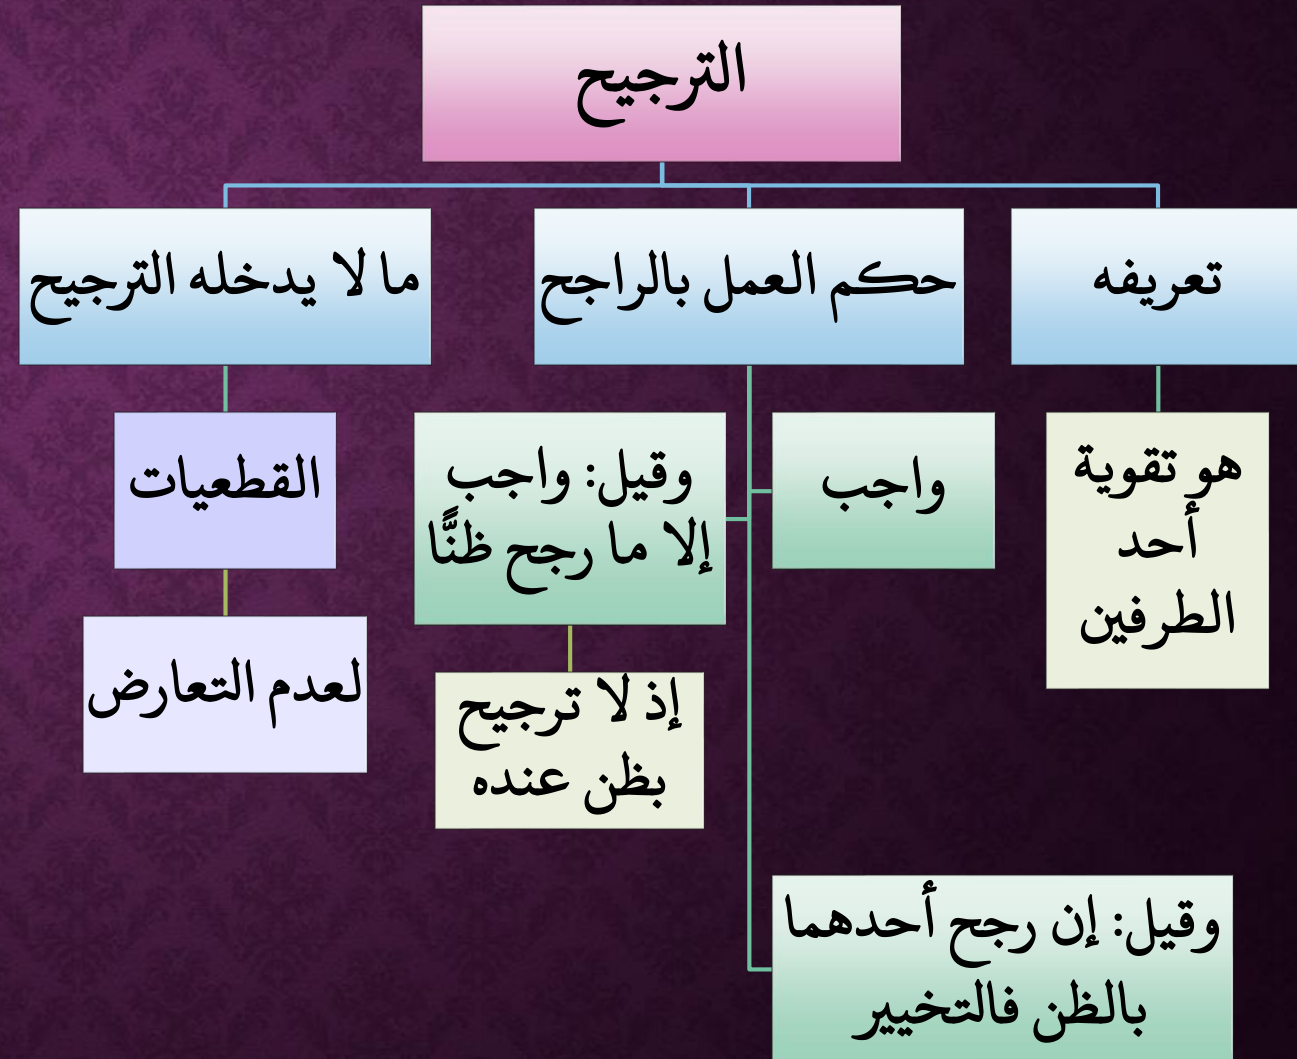 الترجيح
تعريفه
حكم العمل بالراجح
ما لا يدخله الترجيح
هو تقوية
أحد
الطرفين
واجب
وقيل: واجب
إلا ما رجح ظنًّا
إذ لا ترجيح
بظن عنده
وقيل: إن رجح أحدهما
بالظن فالتخيير
القطعيات
لعدم التعارض